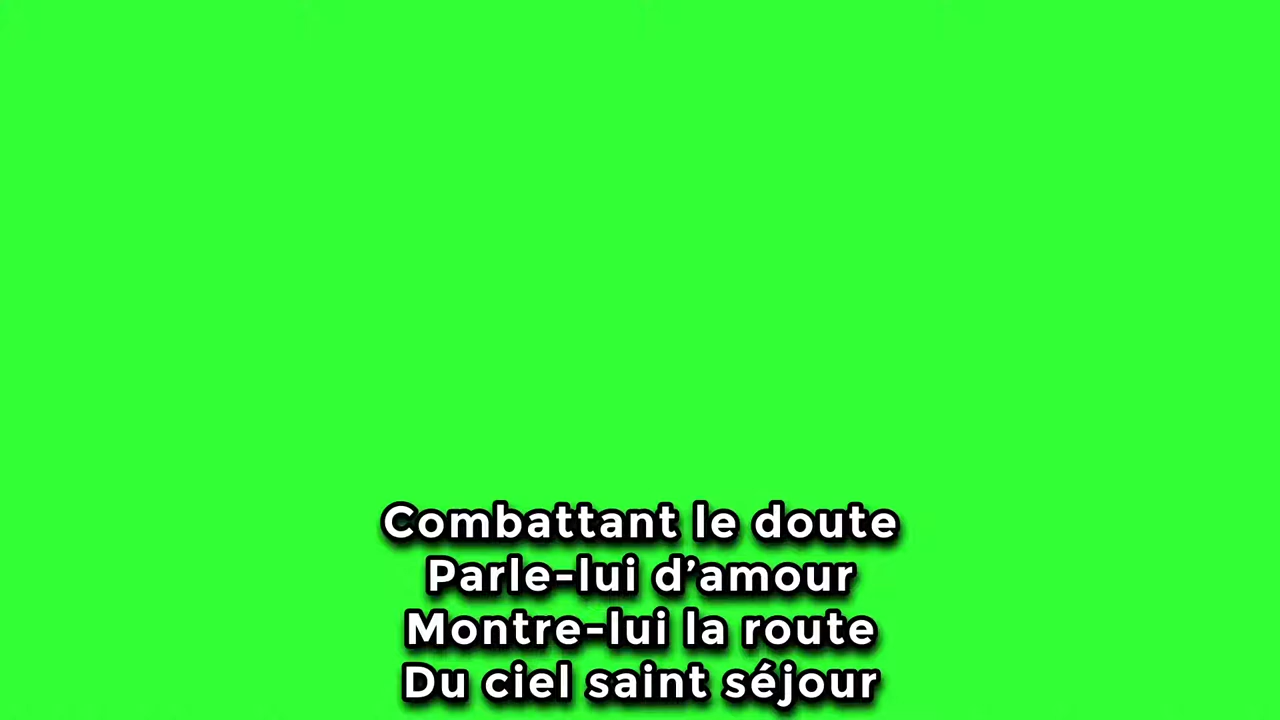 Combattant le doute
Parle-lui d’amour
Montre-lui la route
Du ciel saint séjour